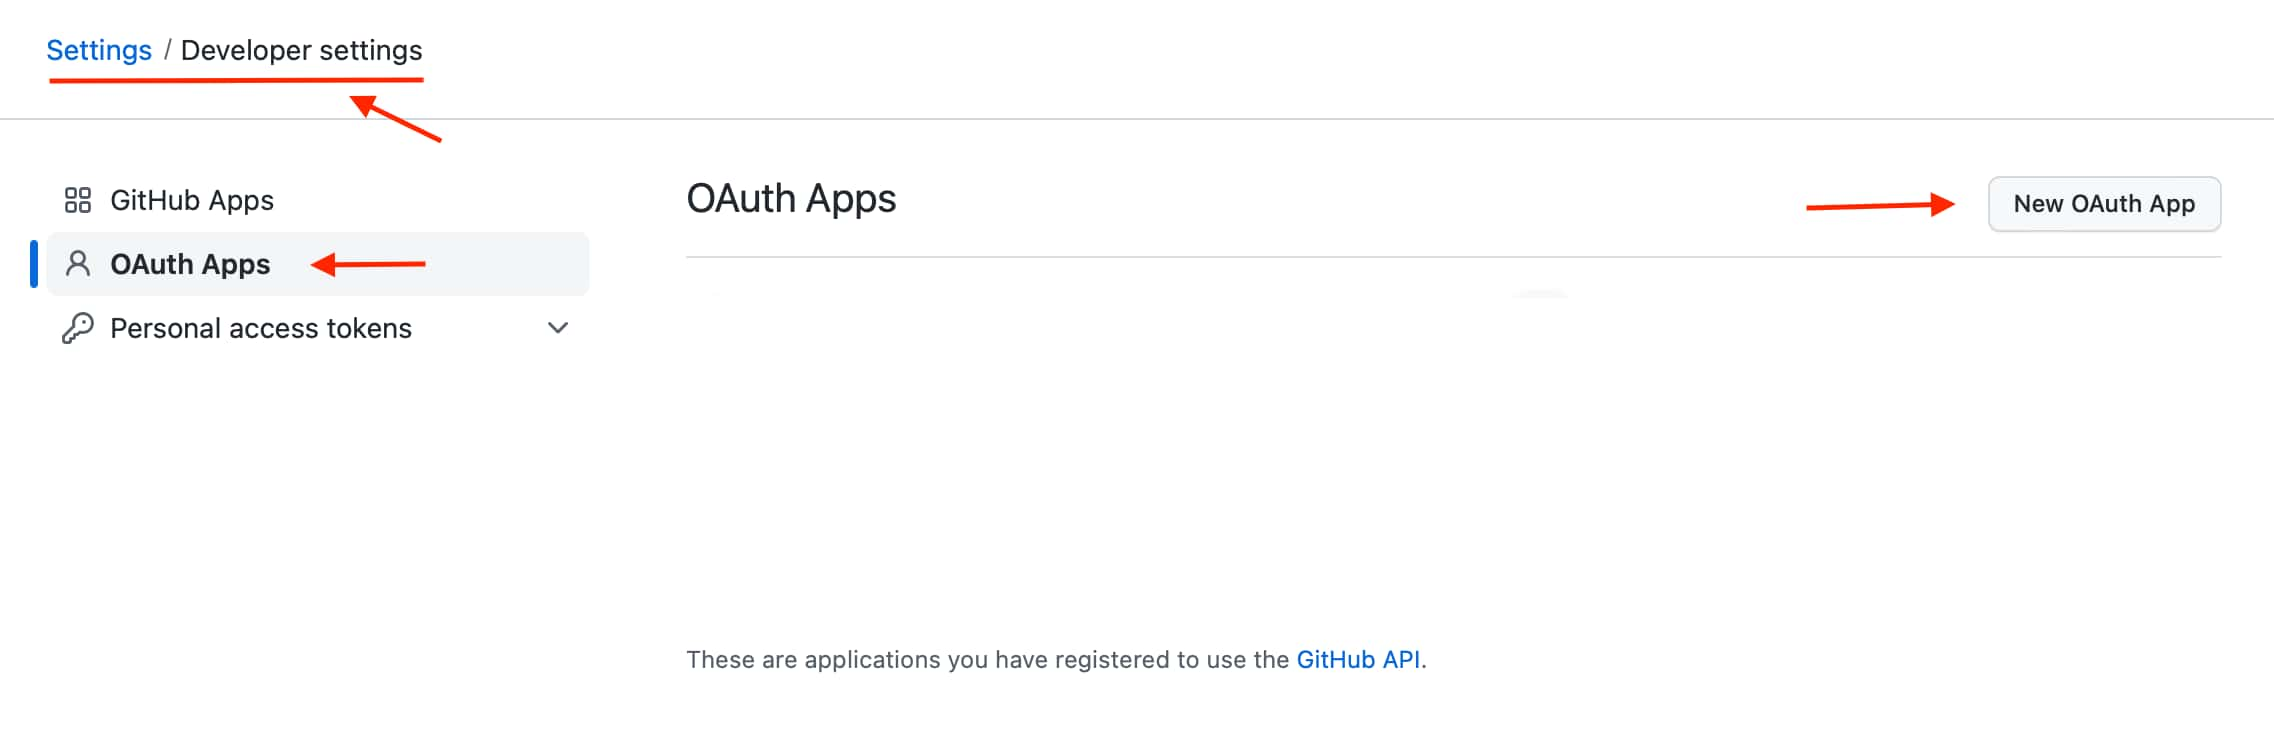 Settings / Developer settings
GitHub Apps
OAuth Apps
Personal access tokens
OAuth Apps
New OAuth App
These are applications you have registered to use the GitHub API.